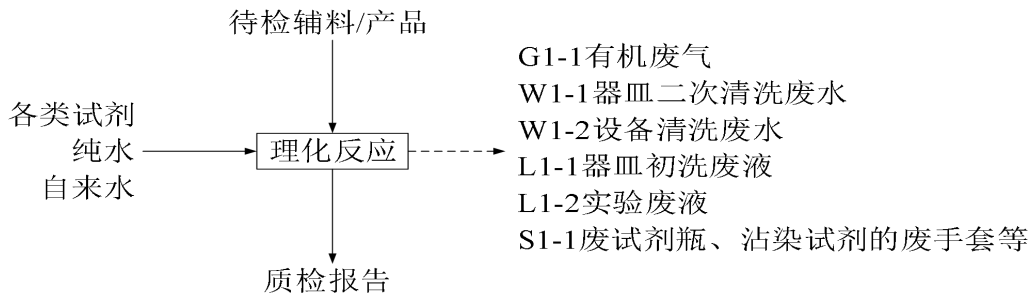 待检辅料/产品
各类试剂
纯水
自来水
理化反应
G1-1有机废气
W1-1器皿二次清洗废水
W1-2设备清洗废水
L1-1器皿初洗废液
L1-2实验废液
S1-1废试剂瓶、沾染试剂的废手套等
质检报告